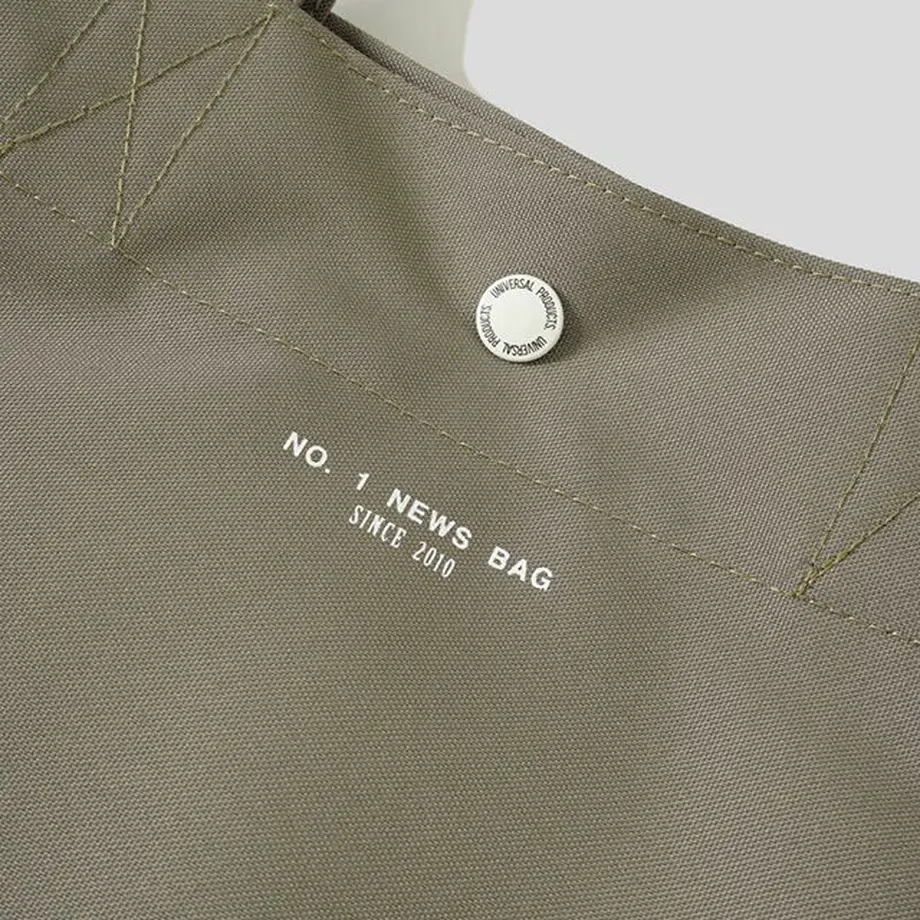 UNIVERSAL PRODUCTS. UNIVERSAL PRODUCTS.
NO. 1 NEWS BAG
SINCE 2010